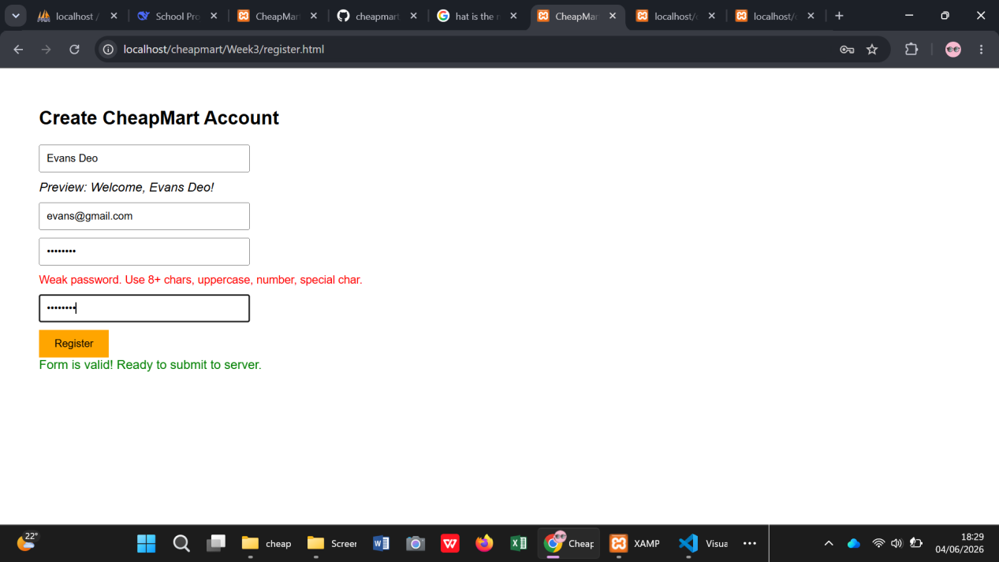 localhost /
School Pro
CheapMar
cheapmart
hat is the
CheapMar
localhost/
localhost/
localhost/cheapmart/Week3/register.html
Create CheapMart Account
Evans Deo
Preview: Welcome, Evans Deo!
evans@gmail.com
••••••••
Weak password. Use 8+ chars, uppercase, number, special char.
••••••••
Register
Form is valid! Ready to submit to server.
22°
cheap
Screen
Cheap
XAMP
Visua
18:29
04/06/2026